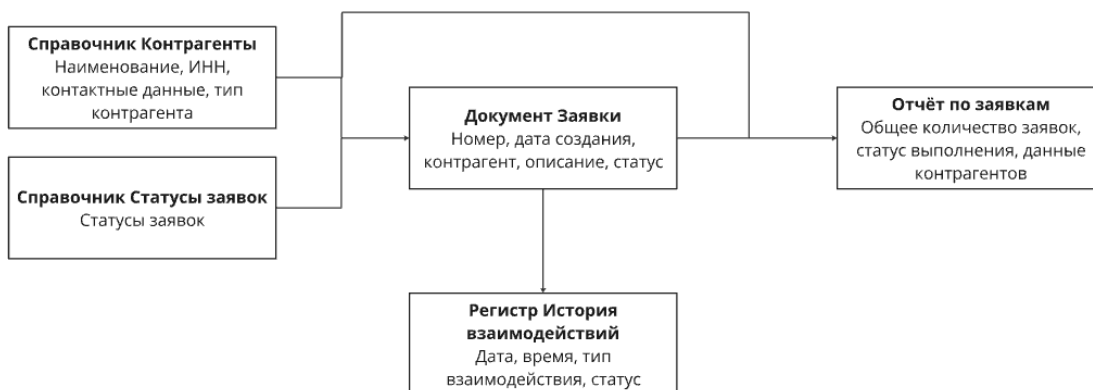 Справочник Контрагенты
Наименование, ИНН,
контактные данные, тип
контрагента
Справочник Статусы заявок
Статусы заявок
Документ Заявки
Номер, дата создания,
контрагент, описание, статус
Отчёт по заявкам
Общее количество заявок,
статус выполнения, данные
контрагентов
Регистр История
взаимодействий
Дата, время, тип
взаимодействия, статус